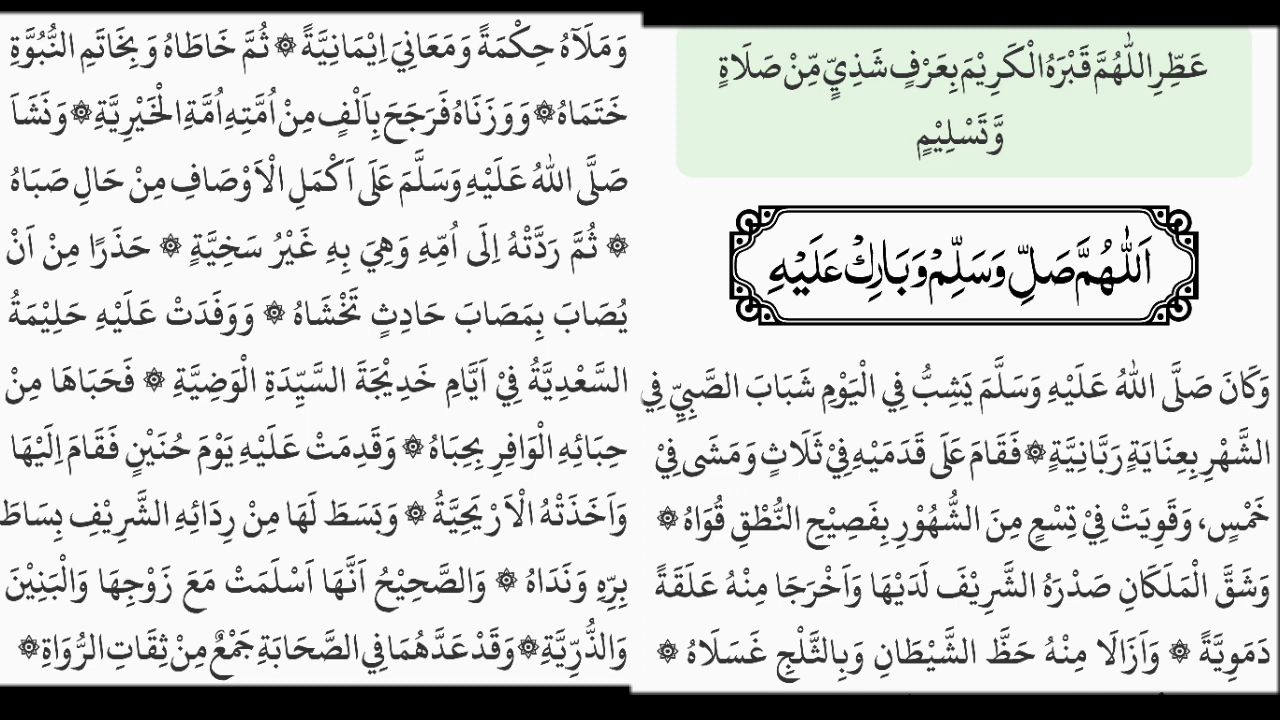 عَطِّرِ اللّٰهُمَّ قَبْرَهُ الْكَرِيْمَ بِعَرْفٍ شَذِيٍّ مِّنْ صَلَاةٍ
وَّتَسْلِيْمٍ
اَللّٰهُمَّ صَلِّ وَسَلِّمْ وَبَارِكْ عَلَيْهِ
وَكَانَ صَلَّى اللهُ عَلَيْهِ وَسَلَّمَ يَشِبُّ فِي الْيَوْمِ شَبَابَ الصَّبِيِّ فِي
الشَّهْرِ بِعِنَايَةٍ رَبَّانِيَّةٍ ۞ فَقَامَ عَلَى قَدَمَيْهِ فِيْ ثَلَاثٍ وَمَشَى فِيْ
خَمْسٍ، وَقَوِيَتْ فِيْ تِسْعٍ مِنَ الشُّهُوْرِ بِفَصِيْحِ النُّطْقِ قُوَاهُ ۞
وَشَقَّ الْمَلَكَانِ صَدْرَهُ الشَّرِيْفَ لَدَيْهَا وَاَخْرَجَا مِنْهُ عَلَقَةً
دَمَوِيَّةً ۞ وَاَزَالَا مِنْهُ حَظَّ الشَّيْطَانِ وَبِالثَّلْجِ غَسَلَاهُ ۞
وَمَلَآهُ حِكْمَةً وَمَعَانِيَ اِيْمَانِيَّةً ۞ ثُمَّ خَاطَاهُ وَبِخَاتَمِ النُّبُوَّةِ
خَتَمَاهُ ۞ وَوَزَنَاهُ فَرَجَحَ بِاَلْفٍ مِنْ اُمَّتِهِ اُمَّةِ الْخَيْرِيَّةِ ۞ وَنَشَاَ
صَلَّى اللهُ عَلَيْهِ وَسَلَّمَ عَلَى اَكْمَلِ الْاَوْصَافِ مِنْ حَالِ صَبَاهُ
۞ ثُمَّ رَدَّتْهُ اِلَى اُمِّهِ وَهِيَ بِهِ غَيْرُ سَخِيَّةٍ ۞ حَذَرًا مِنْ اَنْ
يُصَابَ بِمَصَابَ حَادِثٍ تَخْشَاهُ ۞ وَوَفَدَتْ عَلَيْهِ حَلِيْمَةُ
السَّعْدِيَّةُ فِيْ اَيَّامِ خَدِيْجَةَ السَّيِّدَةِ الْوَضِيَّةِ ۞ فَحَبَاهَا مِنْ
حِبَائِهِ الْوَافِرِ بِحِبَاهُ ۞ وَقَدِمَتْ عَلَيْهِ يَوْمَ حُنَيْنٍ فَقَامَ اِلَيْهَا
وَاَخَذَتْهُ الْاَرْيَحِيَّةُ ۞ وَبَسَطَ لَهَا مِنْ رِدَائِهِ الشَّرِيْفِ بِسَاطَ
بِرِّهِ وَنَدَاهُ ۞ وَالصَّحِيْحُ اَنَّهَا اَسْلَمَتْ مَعَ زَوْجِهَا وَالْبَنِيْنَ
وَالذُّرِّيَّةِ ۞ وَقَدْ عَدَّهُمَا فِي الصَّحَابَةِ جَمْعٌ مِنْ ثِقَاتِ الرُّوَاةِ ۞